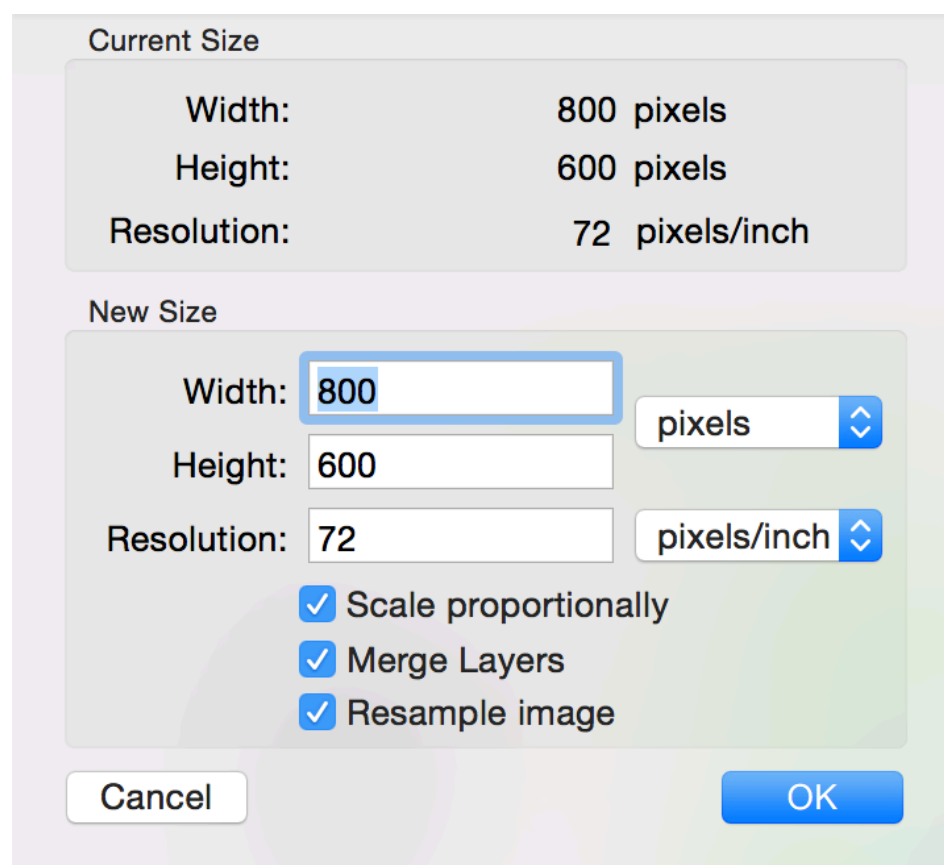 Current Size
Width: 800 pixels
Height: 600 pixels
Resolution: 72 pixels/inch
New Size
Width: 800
pixels
Height: 600
Resolution: 72 pixels/inch
Scale proportionally
Merge Layers
Resample image
Cancel OK